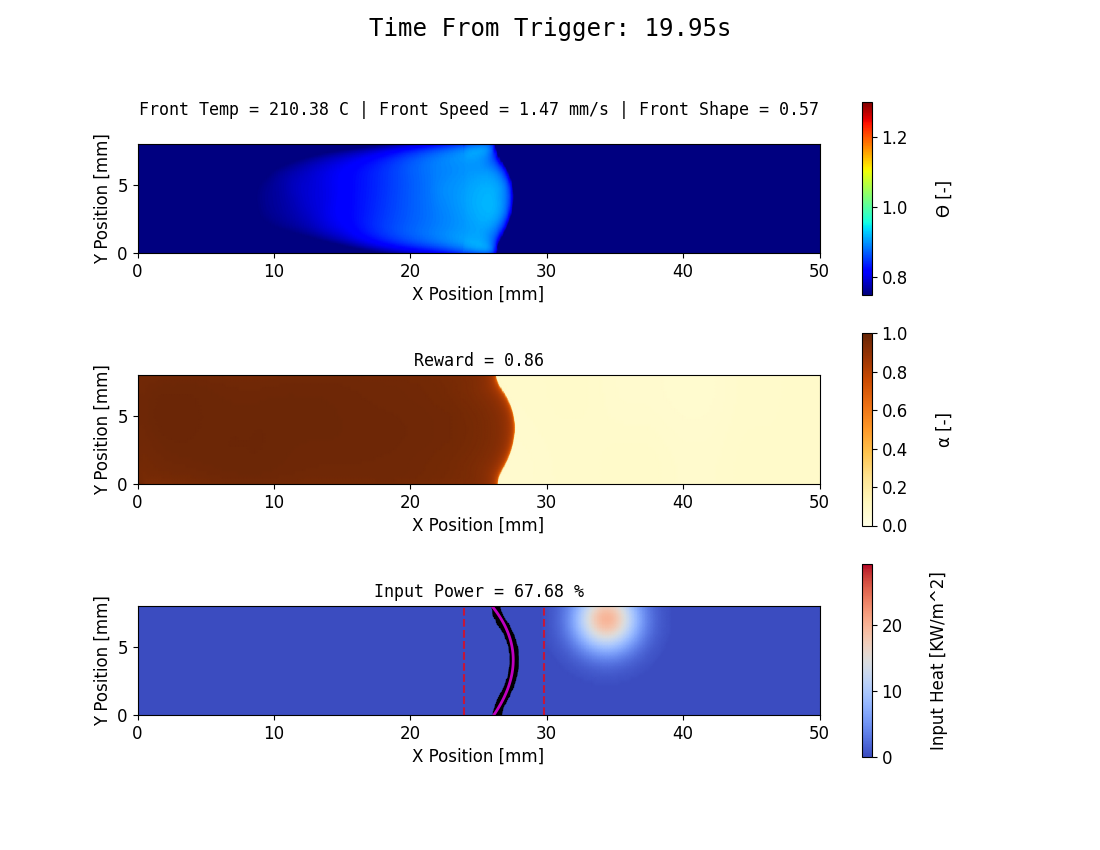 Time From Trigger: 19.95s
Front Temp = 210.38 C | Front Speed = 1.47 mm/s | Front Shape = 0.57
Y Position [mm]
5
0
0 10 20 30 40 50
X Position [mm]
1.2
1.0
0.8
Θ [-]
Reward = 0.86
Y Position [mm]
5
0
0 10 20 30 40 50
X Position [mm]
1.0
0.8
0.6
0.4
0.2
0.0
α [-]
Input Power = 67.68 %
Y Position [mm]
5
0
0 10 20 30 40 50
X Position [mm]
20
10
0
Input Heat [KW/m^2]